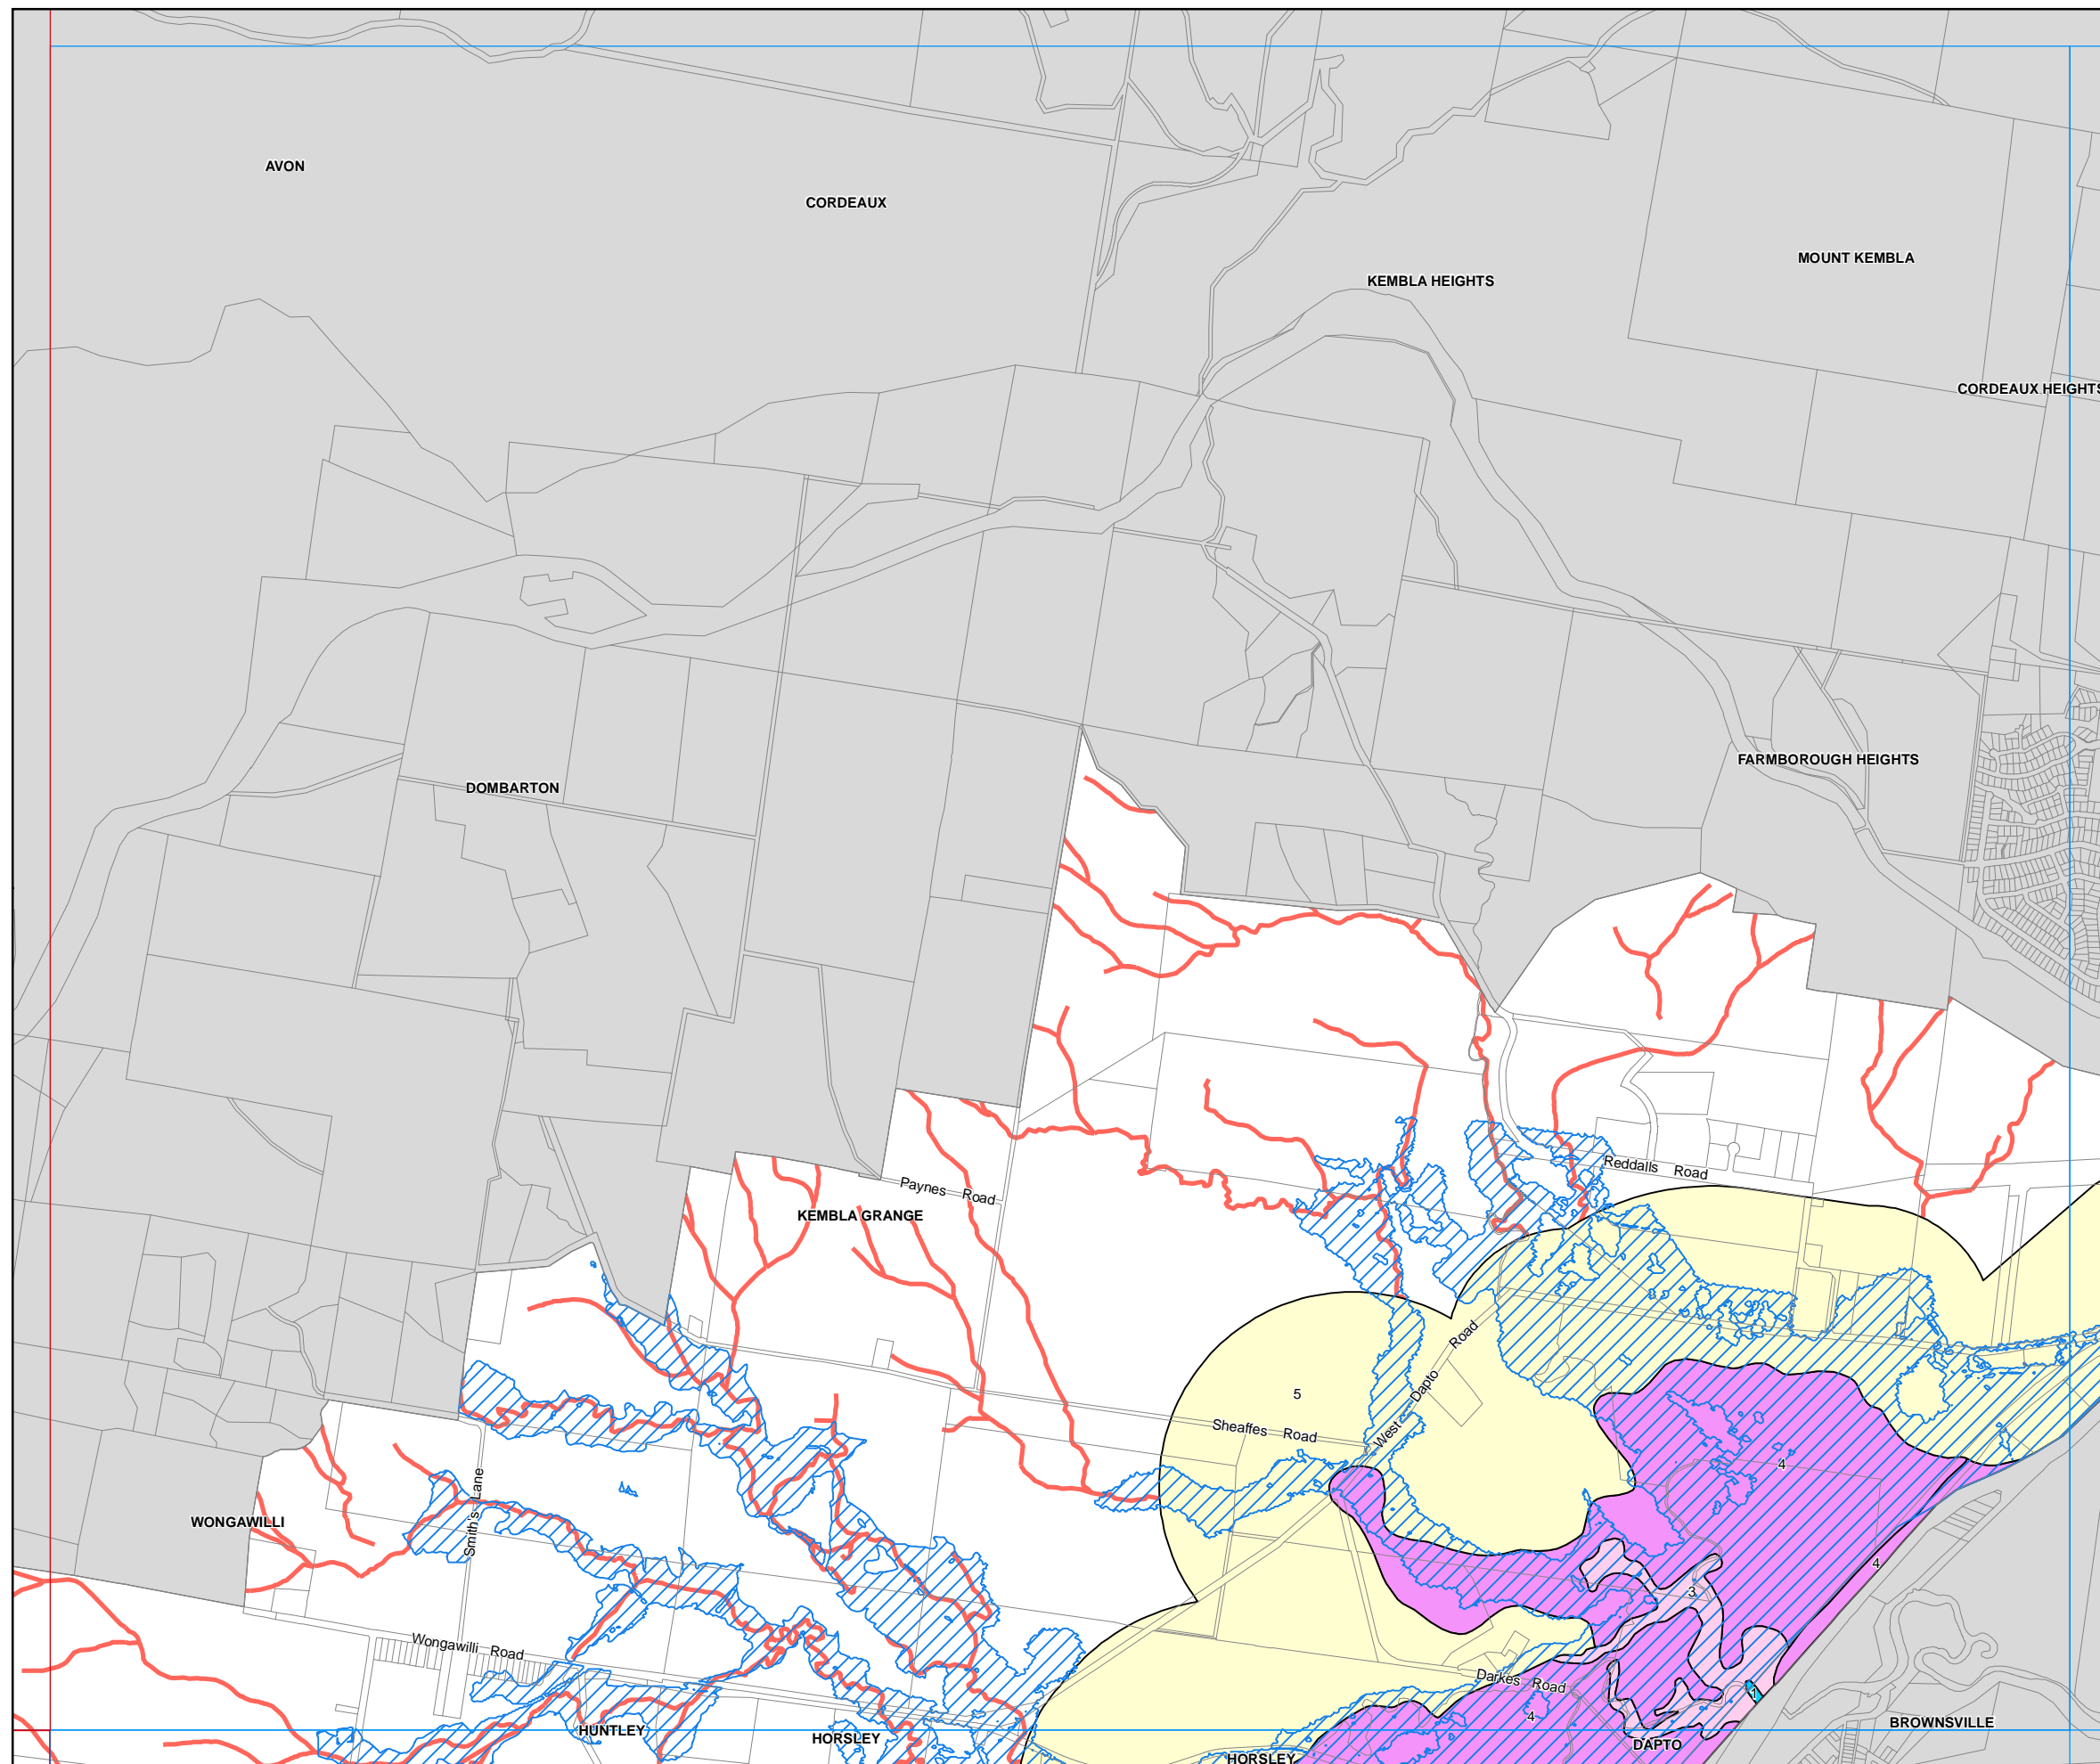 AVON
CORDEAUX
MOUNT KEMBLA
KEMBLA HEIGHTS
CORDEAUX HEIGHTS
FARMBOROUGH HEIGHTS
DOMBARTON
Reddalls Road
Paynes Road
KEMBLA GRANGE
West Dapto Road
5
Sheaffes Road
4
Smith's Lane
WONGAWILLI
4
3
Wongawilli Road
Darkes Road
1
4
BROWNSVILLE
HUNTLEY
HORSLEY
DAPTO
HORSLEY